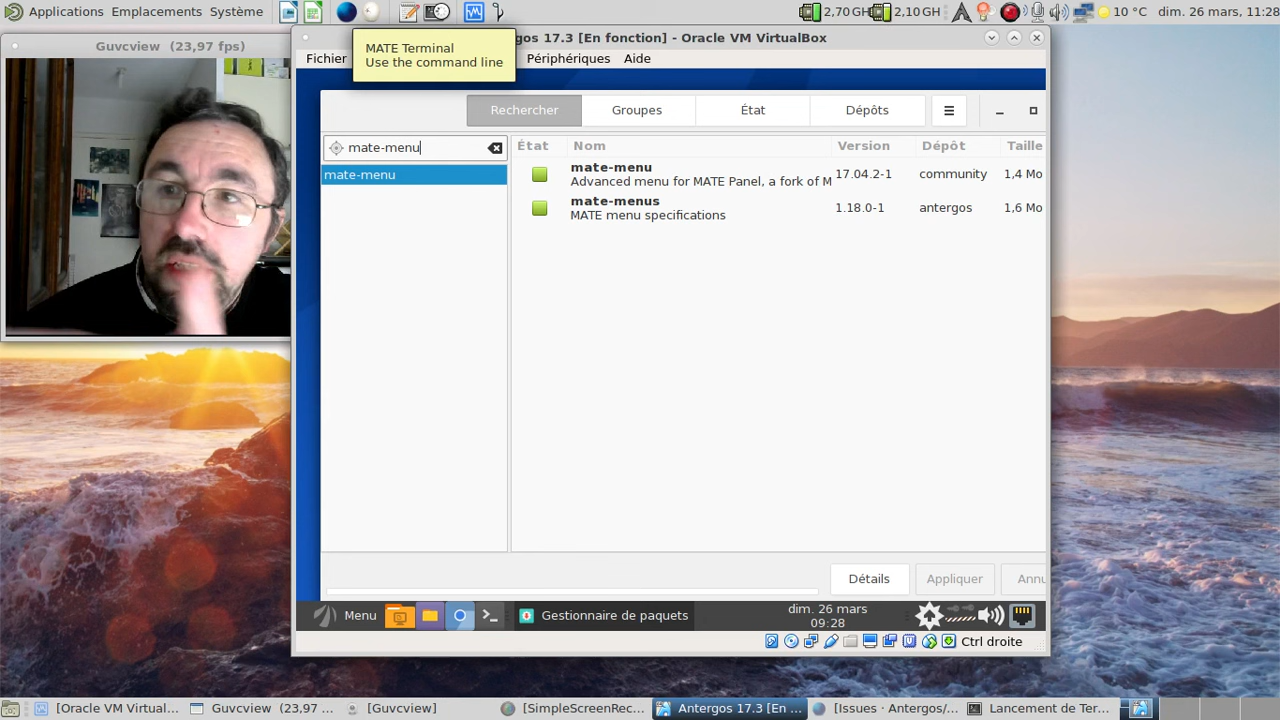 Applications Emplacements Système
2,70 GH 2,10 GH 10 °C dim. 26 mars, 11:28
Guvcview (23,97 fps)
gos 17.3 [En fonction] - Oracle VM VirtualBox
MATE Terminal
Use the command line
Fichier Périphériques Aide
Rechercher Groupes État Dépôts
mate-menu
mate-menu
État Nom Version Dépôt Taille
mate-menu
Advanced menu for MATE Panel, a fork of M 17.04.2-1 community 1,4 Mo
mate-menus
MATE menu specifications 1.18.0-1 antergos 1,6 Mo
Détails Appliquer Annu
Menu Gestionnaire de paquets dim. 26 mars
09:28
Ctrl droite
[Oracle VM Virtual... Guvcview (23,97 ... [Guvcview] [SimpleScreenRec... Antergos 17.3 [En ... [Issues · Antergos/... Lancement de Ter...